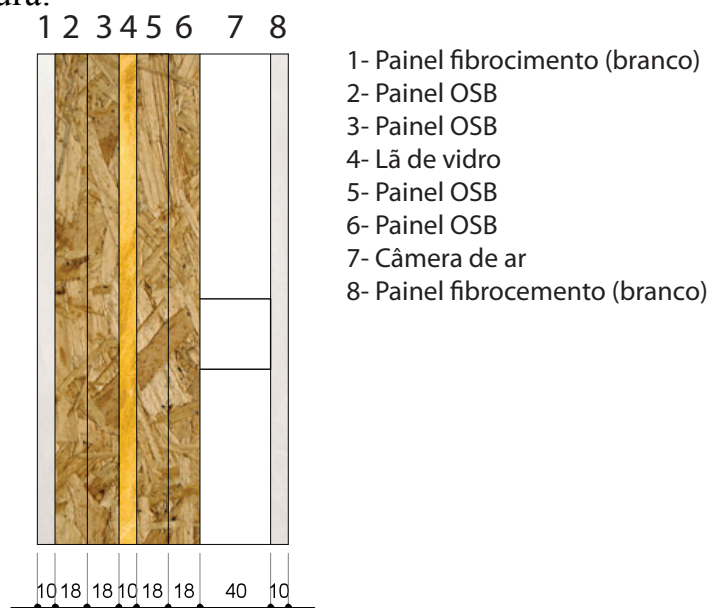 1 2 3 4 5 6 7 8
1- Painel fibrocimento (branco)
2- Painel OSB
3- Painel OSB
4- Lã de vidro
5- Painel OSB
6- Painel OSB
7- Câmera de ar
8- Painel fibrocemento (branco)
10 18 18 10 18 18 40 10